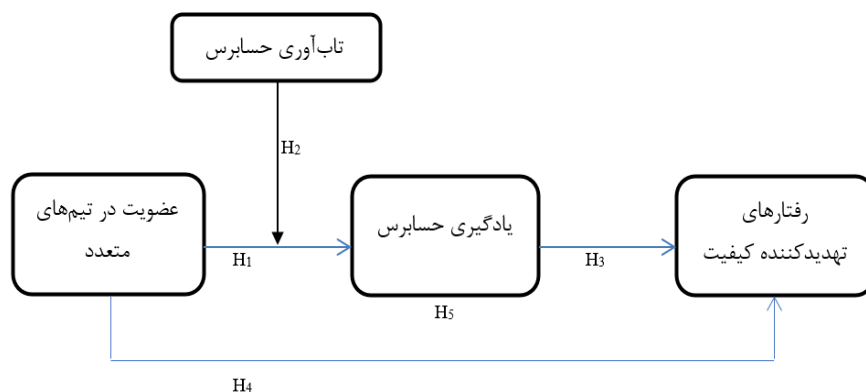 تاب‌آوری حسابرس
H₂
عضویت در تیم‌های
متعدد
H₁
یادگیری حسابرس
H₃
رفتارهای
تهدیدکننده کیفیت
H₅
H₄